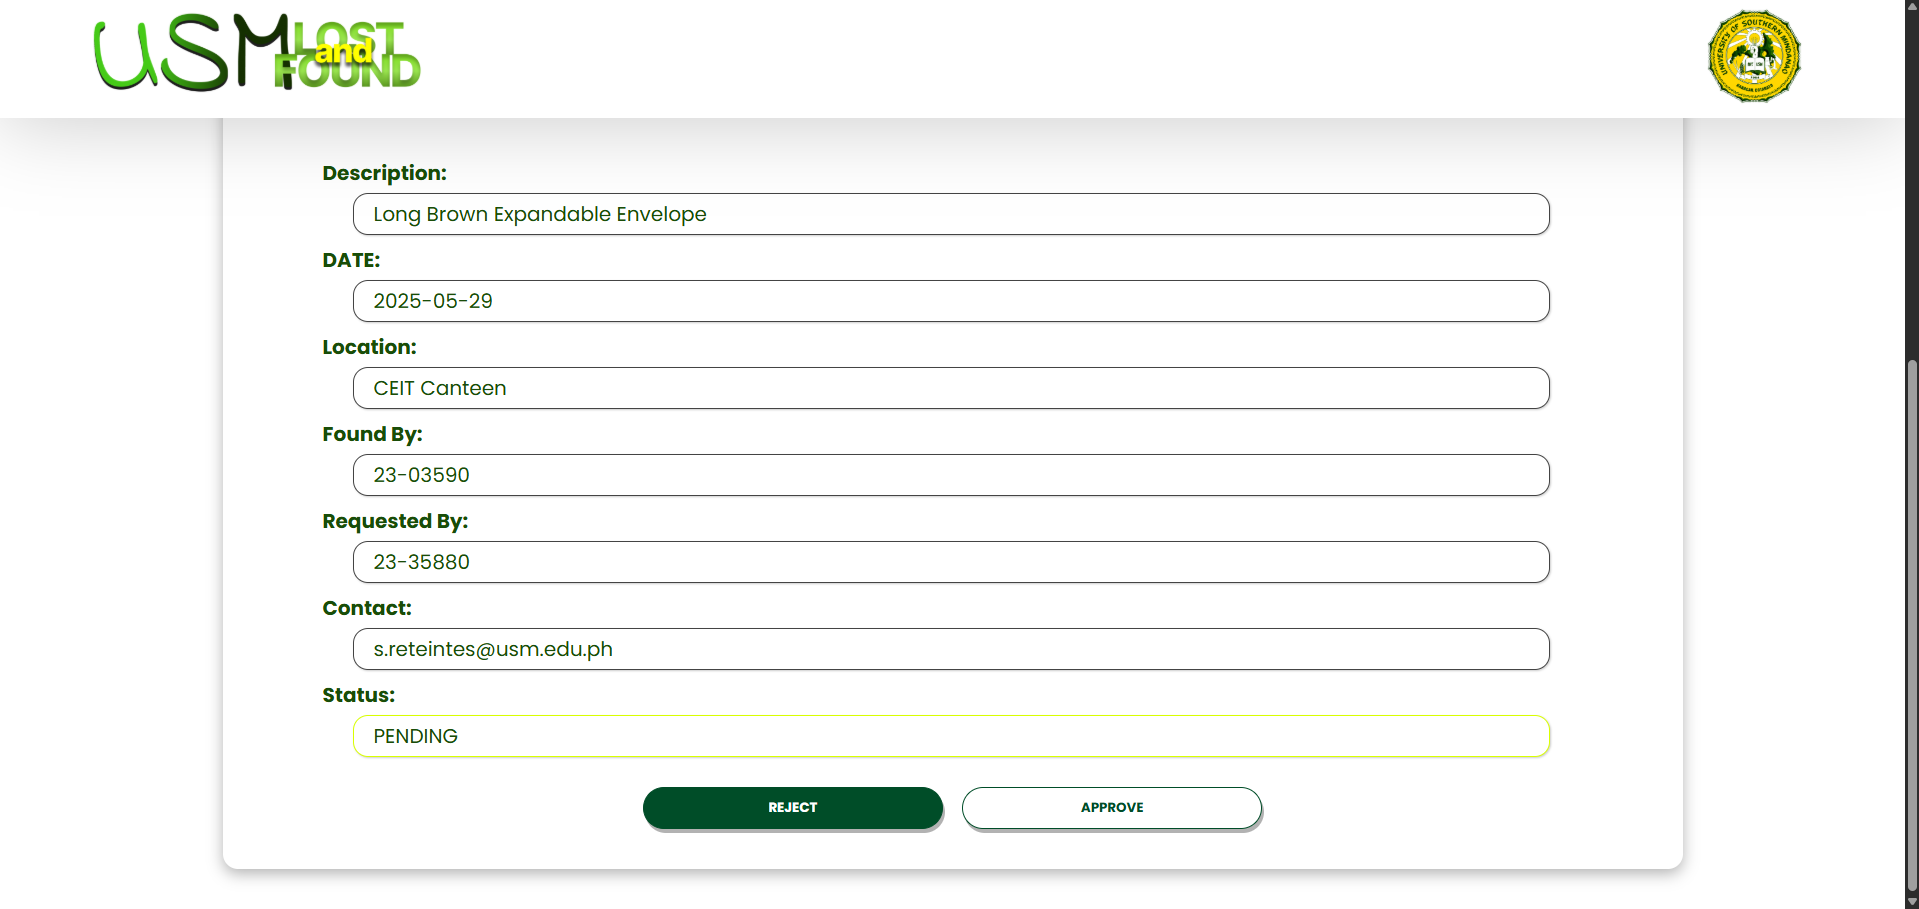 USM LOST and FOUND
UNIVERSITY OF SOUTHERN MINDANAO
Description:
Long Brown Expandable Envelope
DATE:
2025-05-29
Location:
CEIT Canteen
Found By:
23-03590
Requested By:
23-35880
Contact:
s.reteintes@usm.edu.ph
Status:
PENDING
REJECT
APPROVE